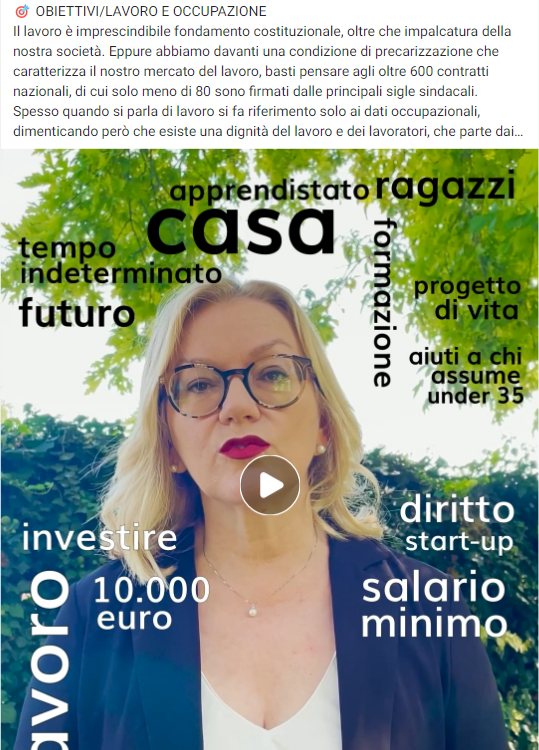 🎯 OBIETTIVI/LAVORO E OCCUPAZIONE
Il lavoro è imprescindibile fondamento costituzionale, oltre che impalcatura della
nostra società. Eppure abbiamo davanti una condizione di precarizzazione che
caratterizza il nostro mercato del lavoro, basti pensare agli oltre 600 contratti
nazionali, di cui solo meno di 80 sono firmati dalle principali sigle sindacali.
Spesso quando si parla di lavoro si fa riferimento solo ai dati occupazionali,
dimenticando però che esiste una dignità del lavoro e dei lavoratori, che parte dai...
apprendistato
ragazzi
casa
tempo
indeterminato
futuro
formazione
progetto
di vita
aiuti a chi
assume
under 35
investire
10.000
euro
avoro
diritto
start-up
salario
minimo